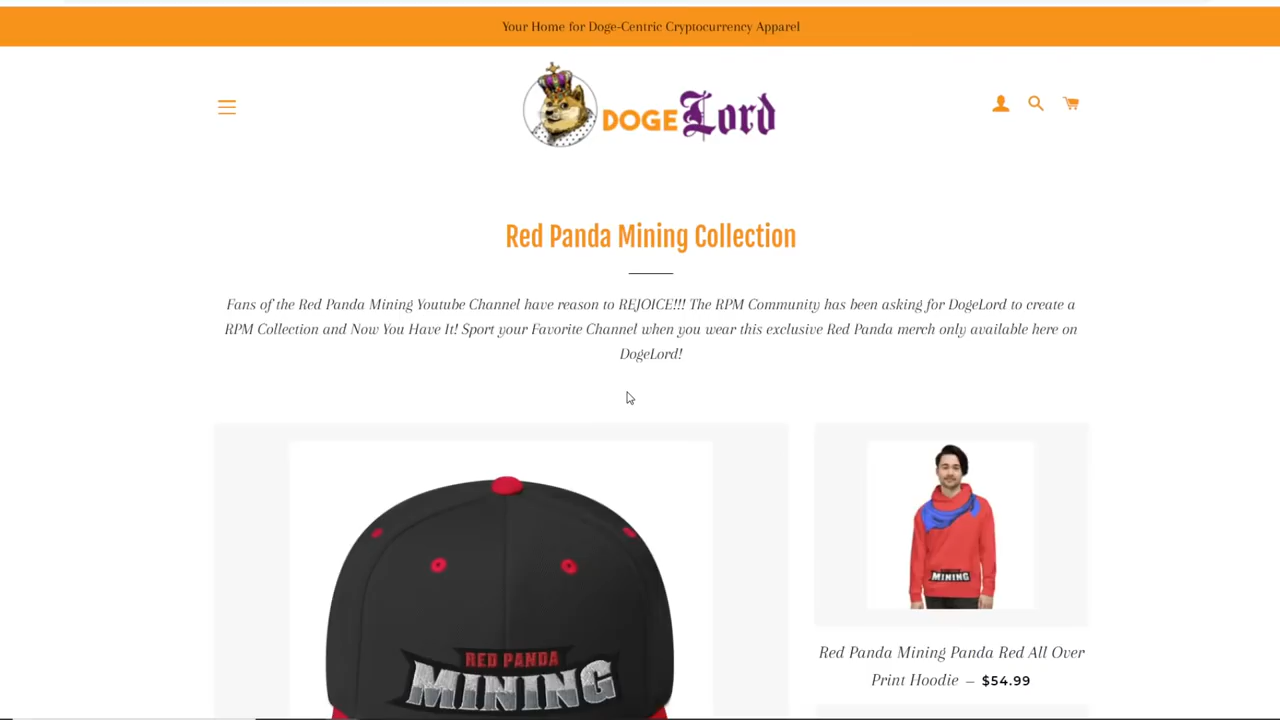 Your Home for Doge-Centric Cryptocurrency Apparel
DOGE Lord
Red Panda Mining Collection
Fans of the Red Panda Mining Youtube Channel have reason to REJOICE!!! The RPM Community has been asking for DogeLord to create a
RPM Collection and Now You Have It! Sport your Favorite Channel when you wear this exclusive Red Panda merch only available here on
DogeLord!
RED PANDA
MINING
MINING
Red Panda Mining Panda Red All Over
Print Hoodie — $54.99